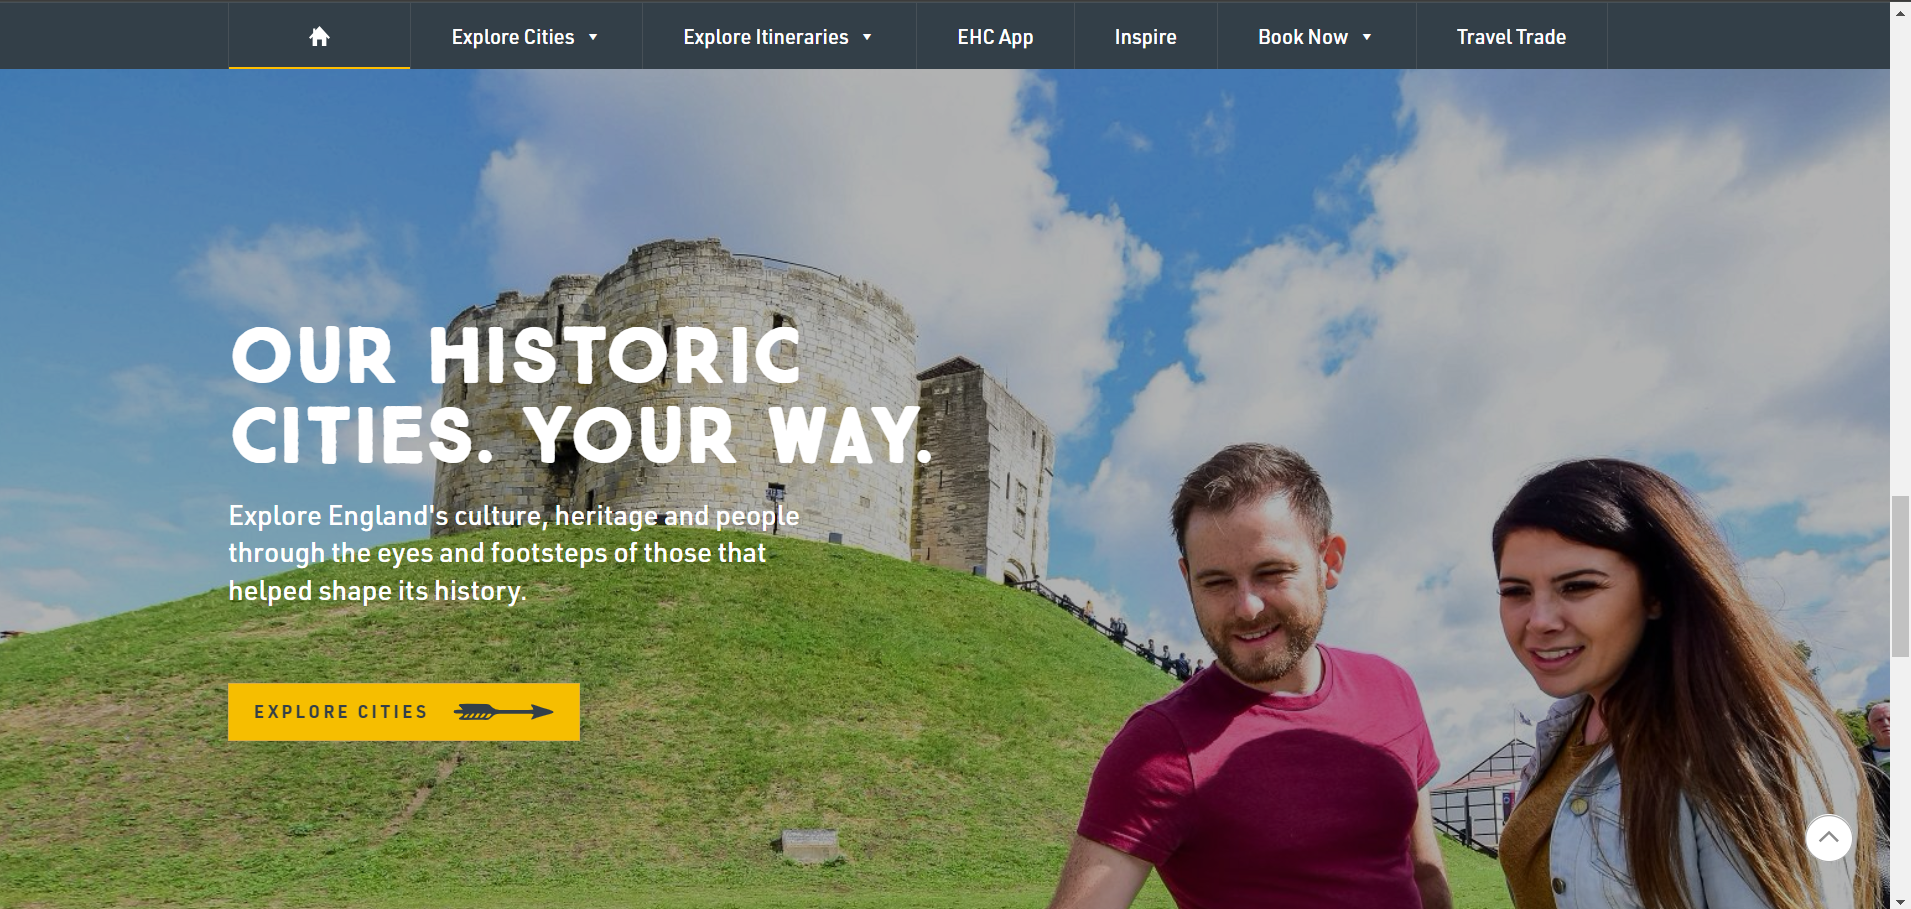 Explore Cities
Explore Itineraries
EHC App
Inspire
Book Now
Travel Trade
OUR HISTORIC
CITIES. YOUR WAY.
Explore England's culture, heritage and people
through the eyes and footsteps of those that
helped shape its history.
EXPLORE CITIES